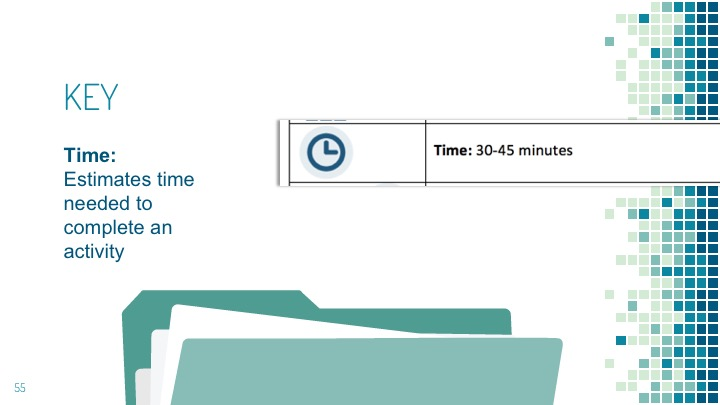 KEY
Time:
Estimates time
needed to
complete an
activity
Time: 30-45 minutes
55